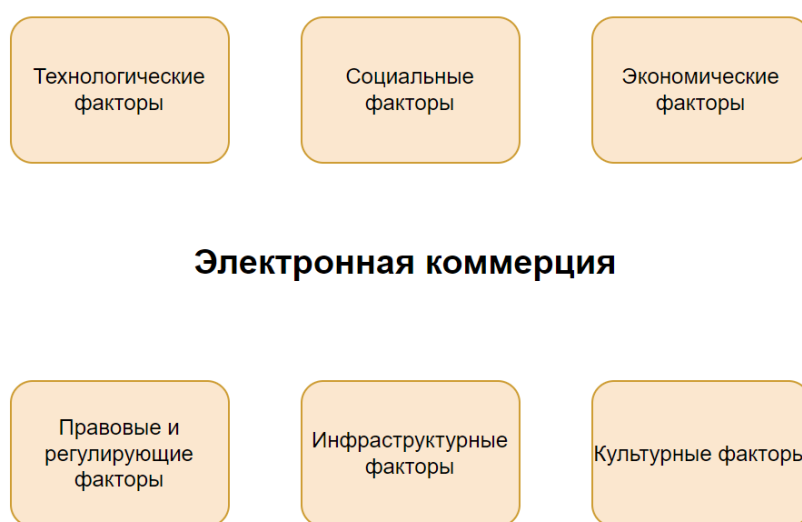 Технологические
факторы
Социальные
факторы
Экономические
факторы
Электронная коммерция
Правовые и
регулирующие
факторы
Инфраструктурные
факторы
Культурные факторы